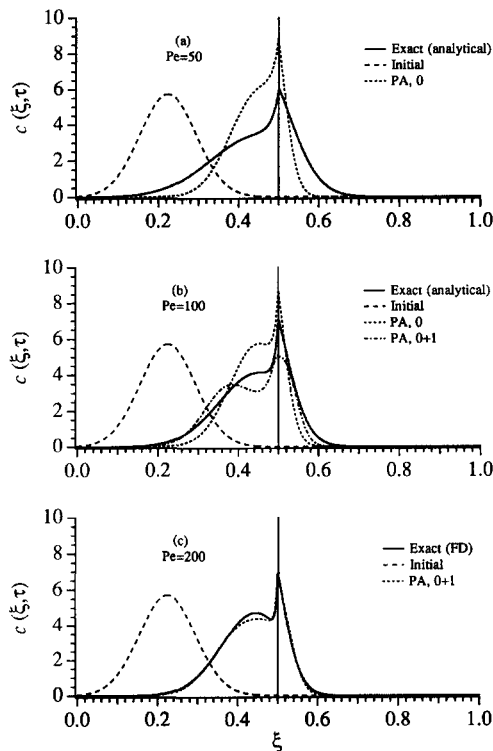 10
8
6
4
2
0
c (ξ,τ)
(a)
Pe=50
Exact (analytical)
Initial
PA, 0
0.0 0.2 0.4 0.6 0.8 1.0
10
8
6
4
2
0
c (ξ,τ)
(b)
Pe=100
Exact (analytical)
Initial
PA, 0
PA, 0+1
0.0 0.2 0.4 0.6 0.8 1.0
10
8
6
4
2
0
c (ξ,τ)
(c)
Pe=200
Exact (FD)
Initial
PA, 0+1
0.0 0.2 0.4 0.6 0.8 1.0
ξ